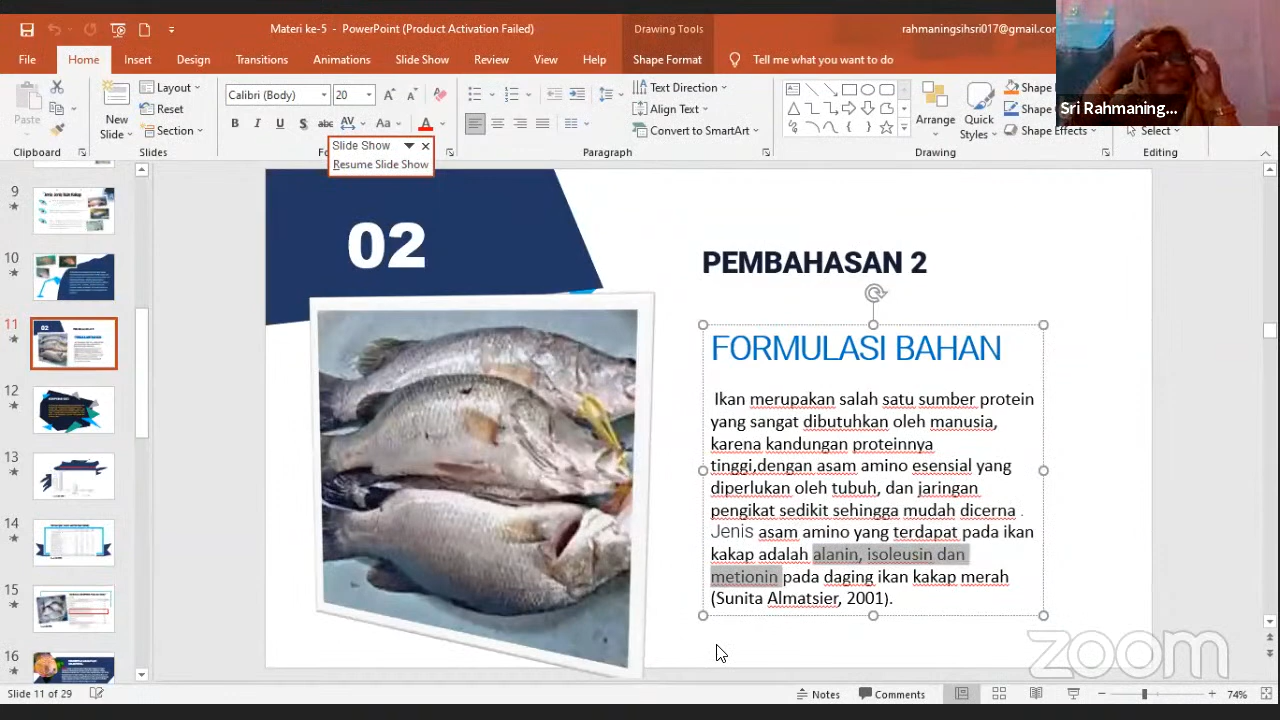 Materi ke-5 - PowerPoint (Product Activation Failed)
Drawing Tools
rahmaningsihsri017@gmail.com
File
Home
Insert
Design
Transitions
Animations
Slide Show
Review
View
Help
Shape Format
Tell me what you want to do
Paste
New
Slide
Layout
Reset
Section
Calibri (Body)
20
B I U S abc AV Aa A
Text Direction
Align Text
Convert to SmartArt
Arrange
Quick
Styles
Shape
Shape
Shape Effects
Select
Sri Rahmaning...
Clipboard
Slides
Fo
Paragraph
Drawing
Editing
Slide Show
Resume Slide Show
9
10
11
12
13
14
15
16
02
PEMBAHASAN 2
FORMULASI BAHAN
Ikan merupakan salah satu sumber protein
yang sangat dibutuhkan oleh manusia,
karena kandungan proteinnya
tinggi,dengan asam amino esensial yang
diperlukan oleh tubuh, dan jaringan
pengikat sedikit sehingga mudah dicerna .
Jenis asam amino yang terdapat pada ikan
kakap adalah alanin, isoleusin dan
metionin pada daging ikan kakap merah
(Sunita Almatsier, 2001).
zoom
Slide 11 of 29
Notes
Comments
74%